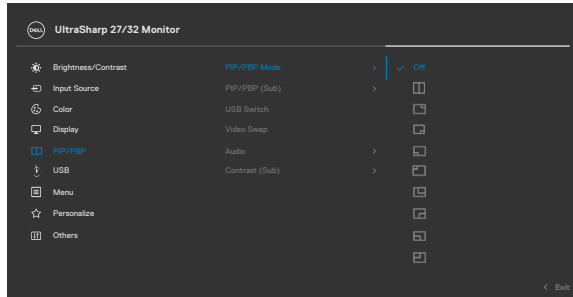 DELL UltraSharp 27/32 Monitor
Brightness/Contrast PIP/PBP Mode > Off
Input Source PIP/PBP (Sub) >
Color USB Switch
Display Video Swap
PIP/PBP Audio >
USB Contrast (Sub) >
Menu
Personalize
Others
< Exit